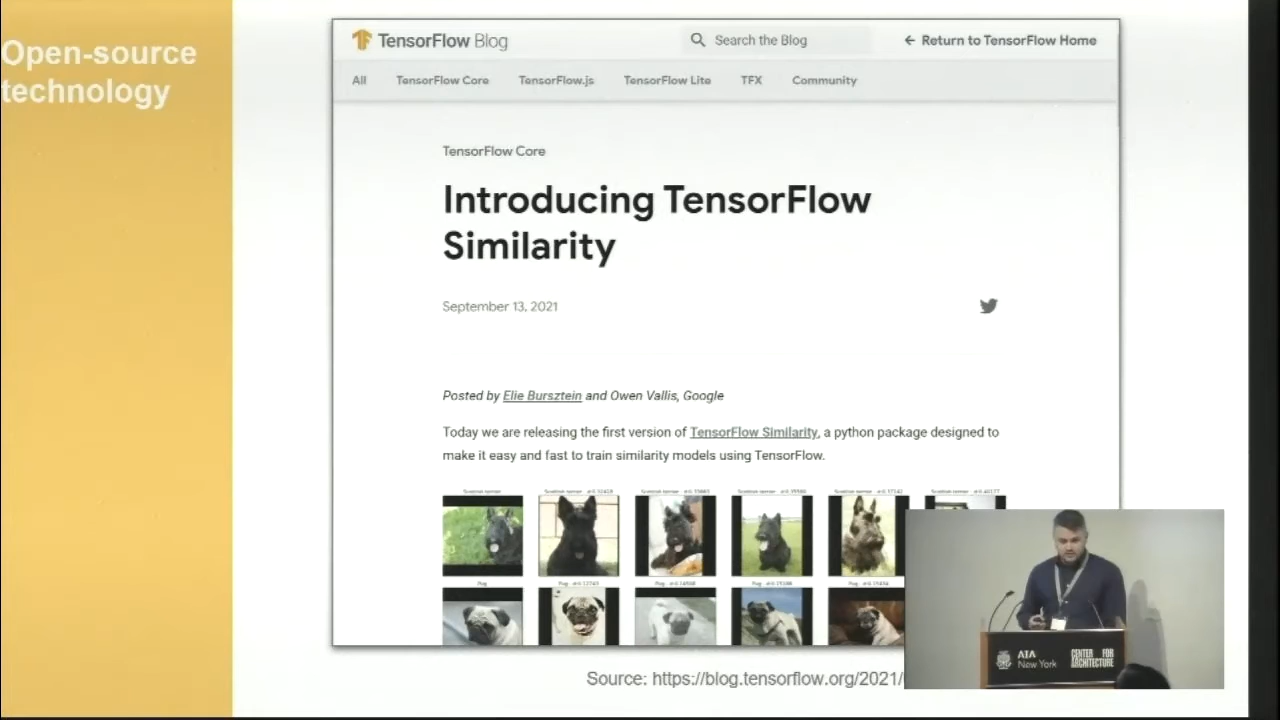 Open-source
technology
TensorFlow Blog
Search the Blog
← Return to TensorFlow Home
All
TensorFlow Core
TensorFlow.js
TensorFlow Lite
TFX
Community
TensorFlow Core
Introducing TensorFlow
Similarity
September 13, 2021
Posted by Elie Bursztein and Owen Vallis, Google
Today we are releasing the first version of TensorFlow Similarity, a python package designed to
make it easy and fast to train similarity models using TensorFlow.
Pug
Source: https://blog.tensorflow.org/2021/
AIA
New York
CENTER FOR
ARCHITECTURE